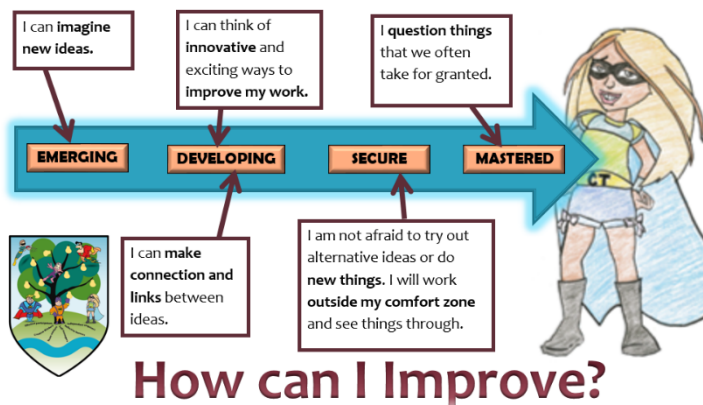 I can imagine
new ideas.
I can think of
innovative and
exciting ways to
improve my work.
I question things
that we often
take for granted.
EMERGING
DEVELOPING
SECURE
MASTERED
CT
I can make
connection and
links between
ideas.
I am not afraid to try out
alternative ideas or do
new things. I will work
outside my comfort zone
and see things through.
How can I Improve?